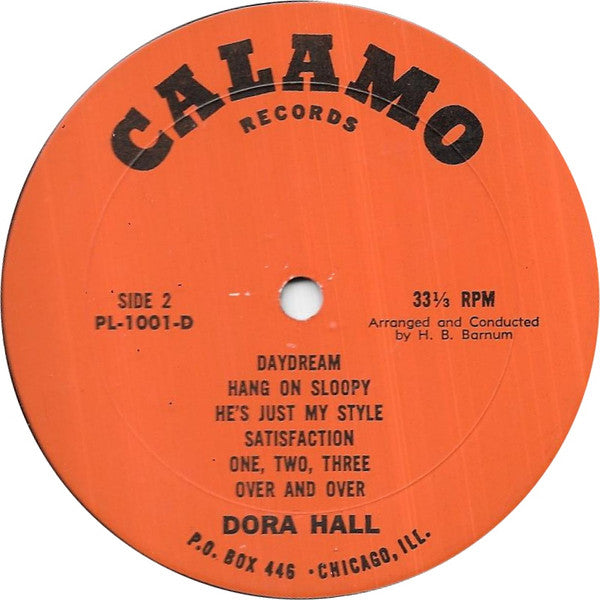 CALAMO
RECORDS
SIDE 2
PL-1001-D
33⅓ RPM
Arranged and Conducted
by H. B. Barnum
DAYDREAM
HANG ON SLOOPY
HE'S JUST MY STYLE
SATISFACTION
ONE, TWO, THREE
OVER AND OVER
DORA HALL
P.O. BOX 446 · CHICAGO, ILL.